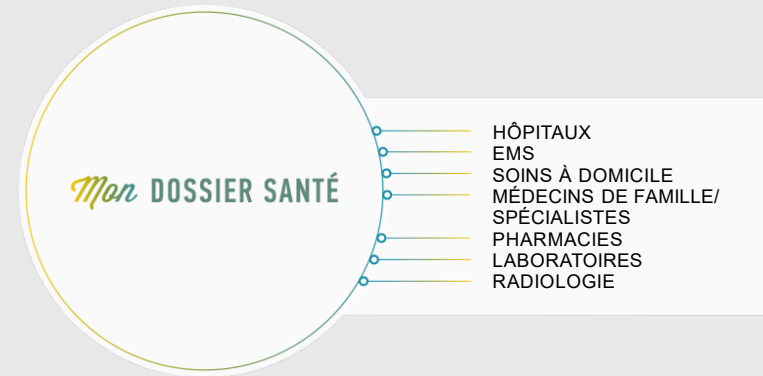 Mon DOSSIER SANTÉ
HÔPITAUX
EMS
SOINS À DOMICILE
MÉDECINS DE FAMILLE/
SPÉCIALISTES
PHARMACIES
LABORATOIRES
RADIOLOGIE